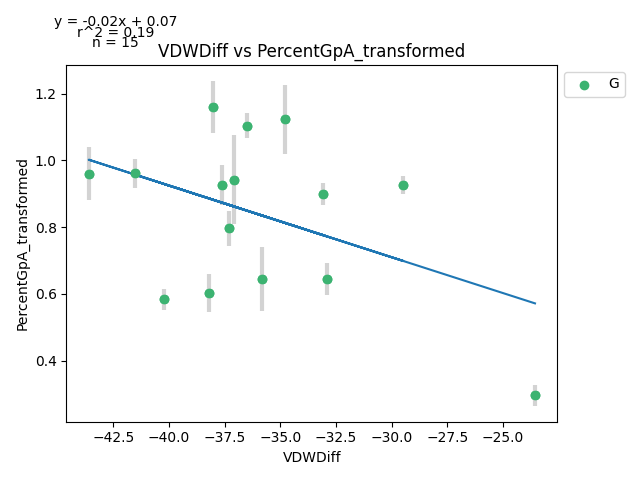 y = -0.02x + 0.07
r^2 = 0.19
n = 15
VDWDiff vs PercentGpA_transformed
G
PercentGpA_transformed
1.2
1.0
0.8
0.6
0.4
−42.5 −40.0 −37.5 −35.0 −32.5 −30.0 −27.5 −25.0
VDWDiff